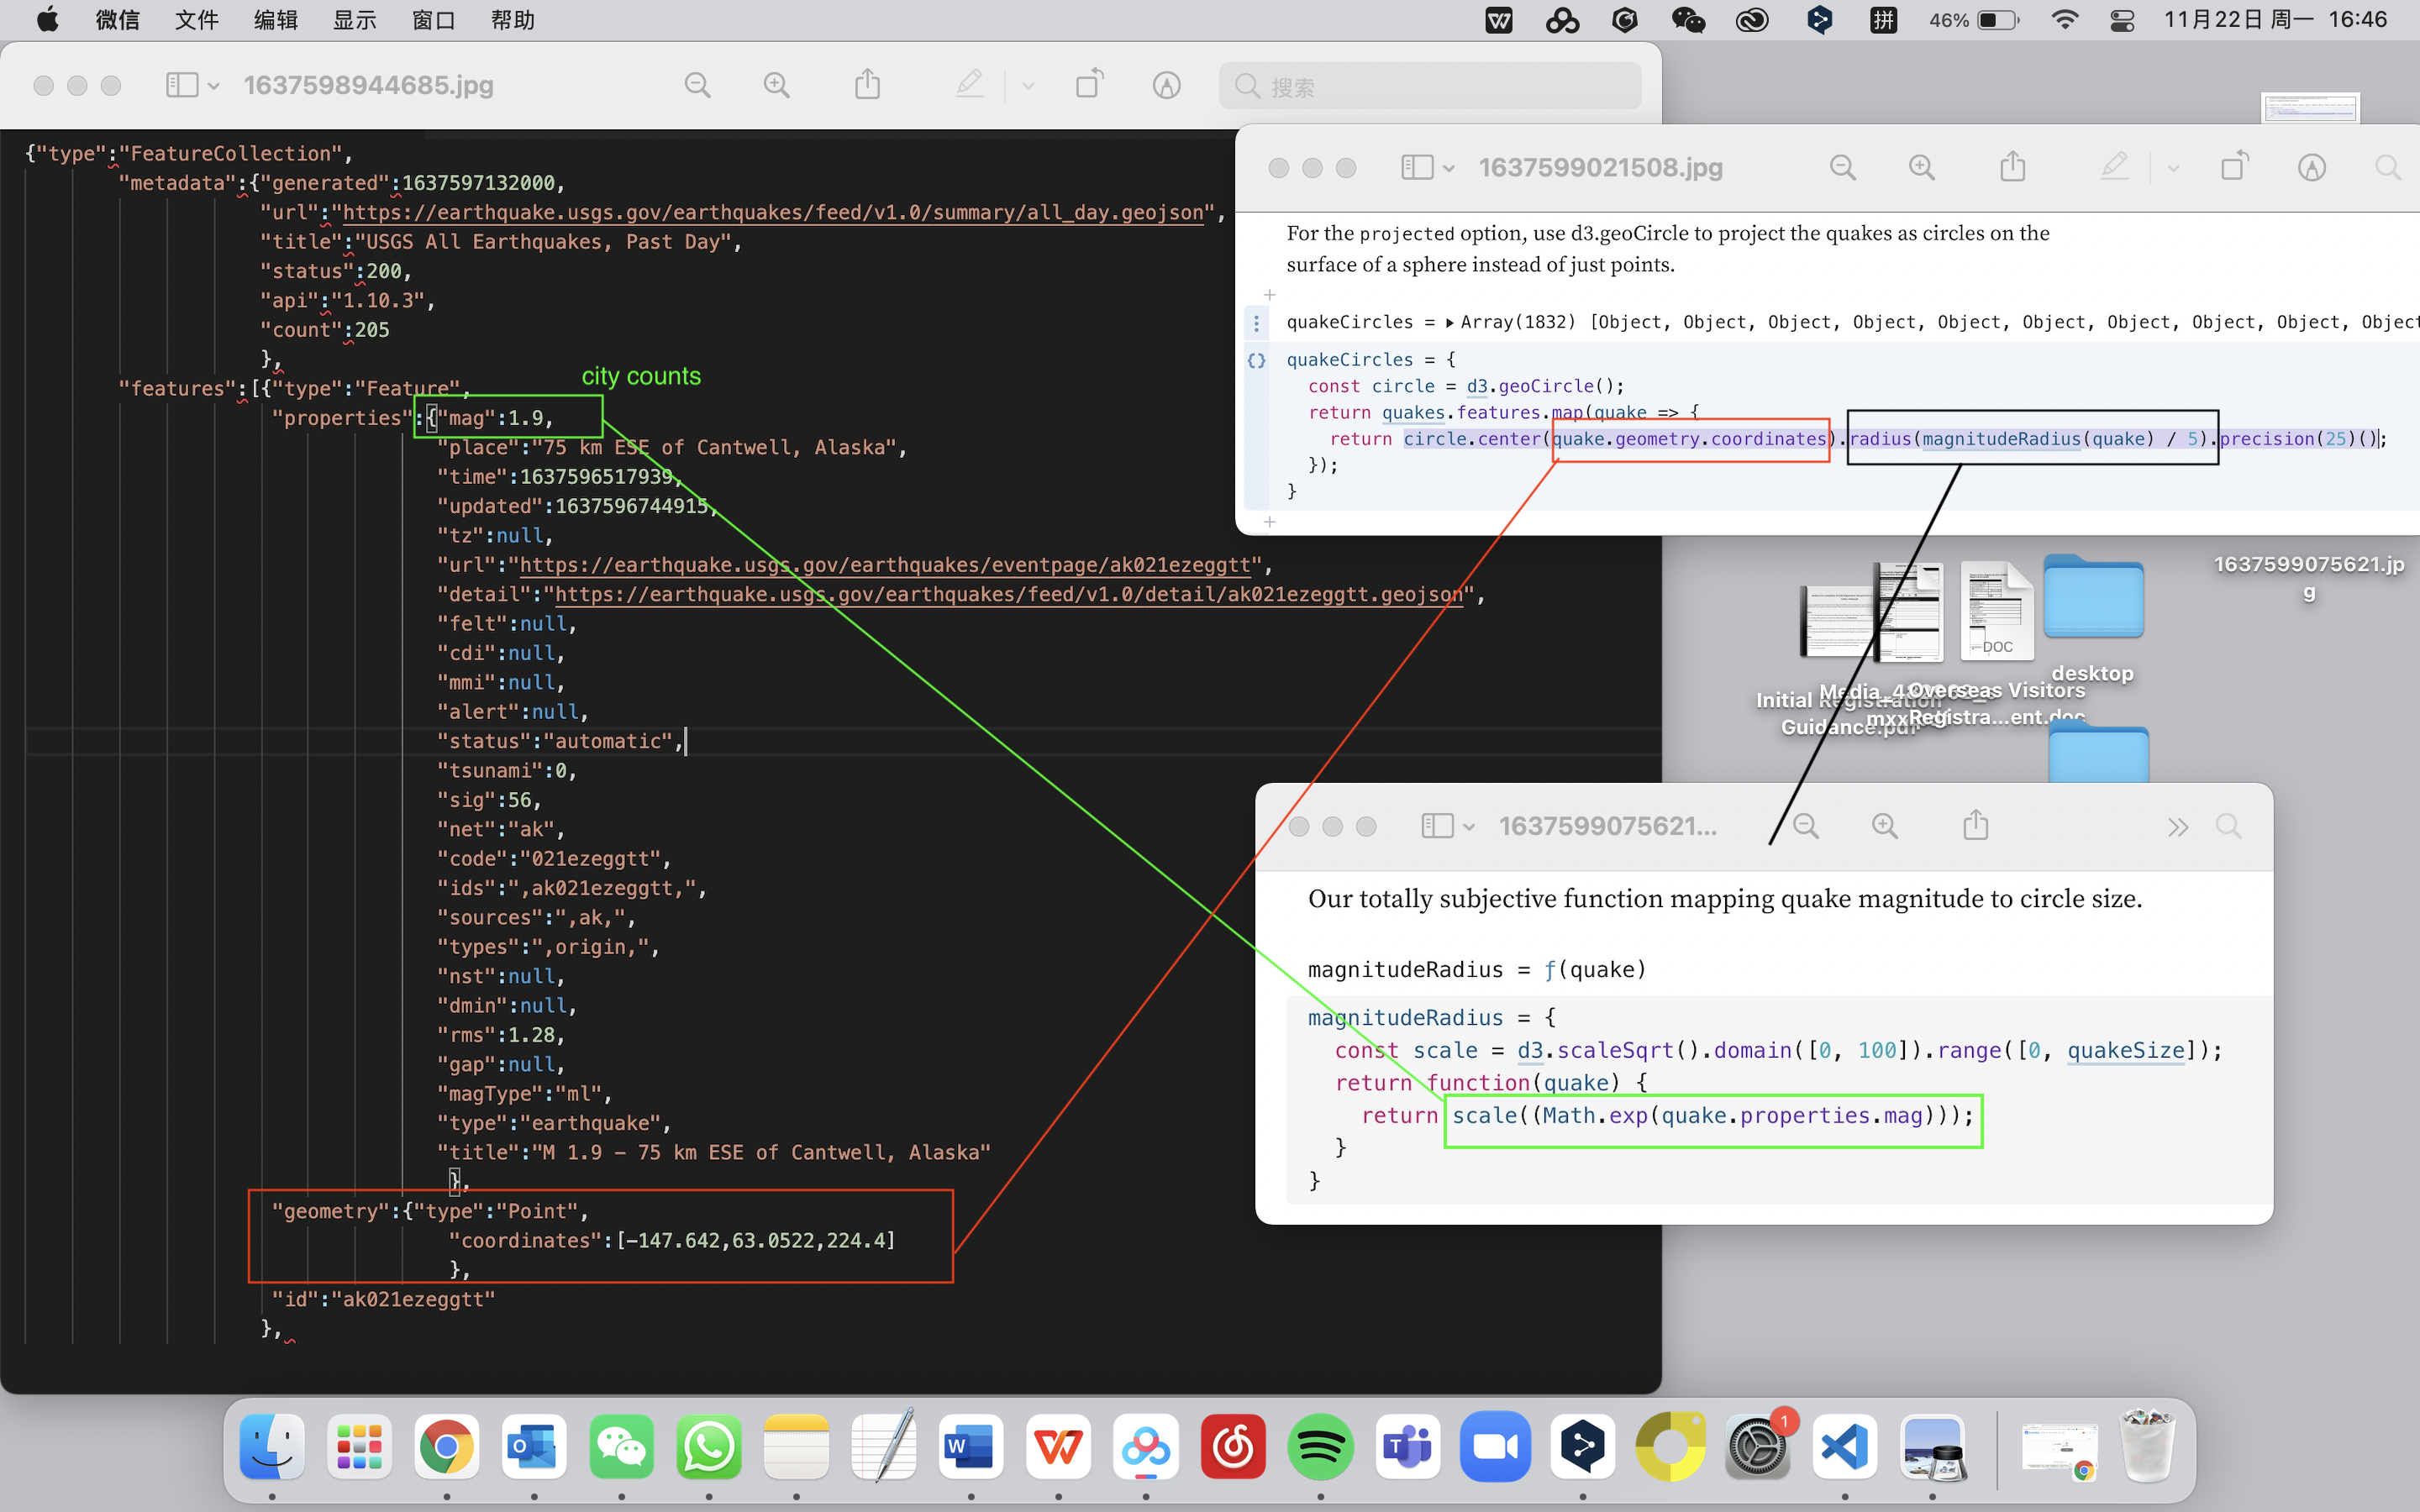 微信 文件 编辑 显示 窗口 帮助 拼 46% 11月22日 周一 16:46
1637598944685.jpg 搜索
{"type":"FeatureCollection",
"metadata":{"generated":1637597132000,
"url":"https://earthquake.usgs.gov/earthquakes/feed/v1.0/summary/all_day.geojson",
"title":"USGS All Earthquakes, Past Day",
"status":200,
"api":"1.10.3",
"count":205
},
city counts
"features":[{"type":"Feature",
"properties":{"mag":1.9,
"place":"75 km ESE of Cantwell, Alaska",
"time":1637596517939,
"updated":1637596744915,
"tz":null,
"url":"https://earthquake.usgs.gov/earthquakes/eventpage/ak021ezeggtt",
"detail":"https://earthquake.usgs.gov/earthquakes/feed/v1.0/detail/ak021ezeggtt.geojson",
"felt":null,
"cdi":null,
"mmi":null,
"alert":null,
"status":"automatic",
"tsunami":0,
"sig":56,
"net":"ak",
"code":"021ezeggtt",
"ids":",ak021ezeggtt,",
"sources":",ak,",
"types":",origin,",
"nst":null,
"dmin":null,
"rms":1.28,
"gap":null,
"magType":"ml",
"type":"earthquake",
"title":"M 1.9 - 75 km ESE of Cantwell, Alaska"
},
"geometry":{"type":"Point",
"coordinates":[-147.642,63.0522,224.4]
},
"id":"ak021ezeggtt"
},
1637599021508.jpg
For the projected option, use d3.geoCircle to project the quakes as circles on the
surface of a sphere instead of just points.
quakeCircles = ▸ Array(1832) [Object, Object, Object, Object, Object, Object, Object, Object, Object, Object
quakeCircles = {
const circle = d3.geoCircle();
return quakes.features.map(quake => {
return circle.center(quake.geometry.coordinates).radius(magnitudeRadius(quake) / 5).precision(25)();
});
}
1637599075621.jp
g
DOC
desktop
Initial Registration
Guidance.pdf
Overseas Visitors
Registra...ent.doc
1637599075621...
Our totally subjective function mapping quake magnitude to circle size.
magnitudeRadius = ƒ(quake)
magnitudeRadius = {
const scale = d3.scaleSqrt().domain([0, 100]).range([0, quakeSize]);
return function(quake) {
return scale((Math.exp(quake.properties.mag)));
}
}
1